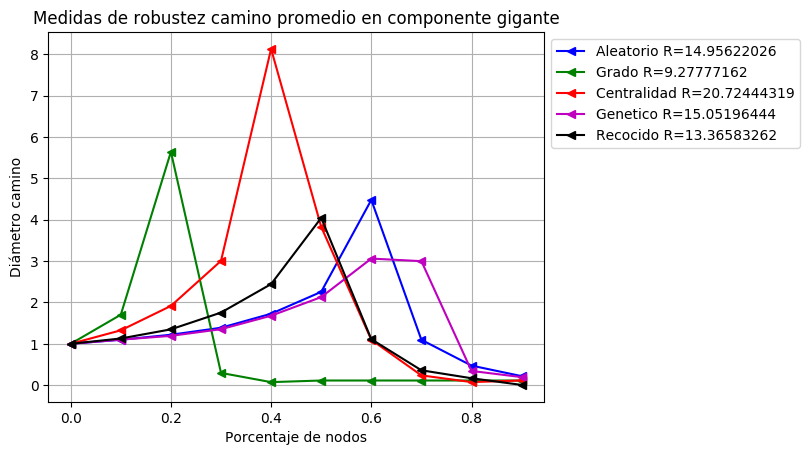 Medidas de robustez camino promedio en componente gigante
Diámetro camino
8
7
6
5
4
3
2
1
0
0.0 0.2 0.4 0.6 0.8
Porcentaje de nodos
Aleatorio R=14.95622026
Grado R=9.27777162
Centralidad R=20.72444319
Genetico R=15.05196444
Recocido R=13.36583262